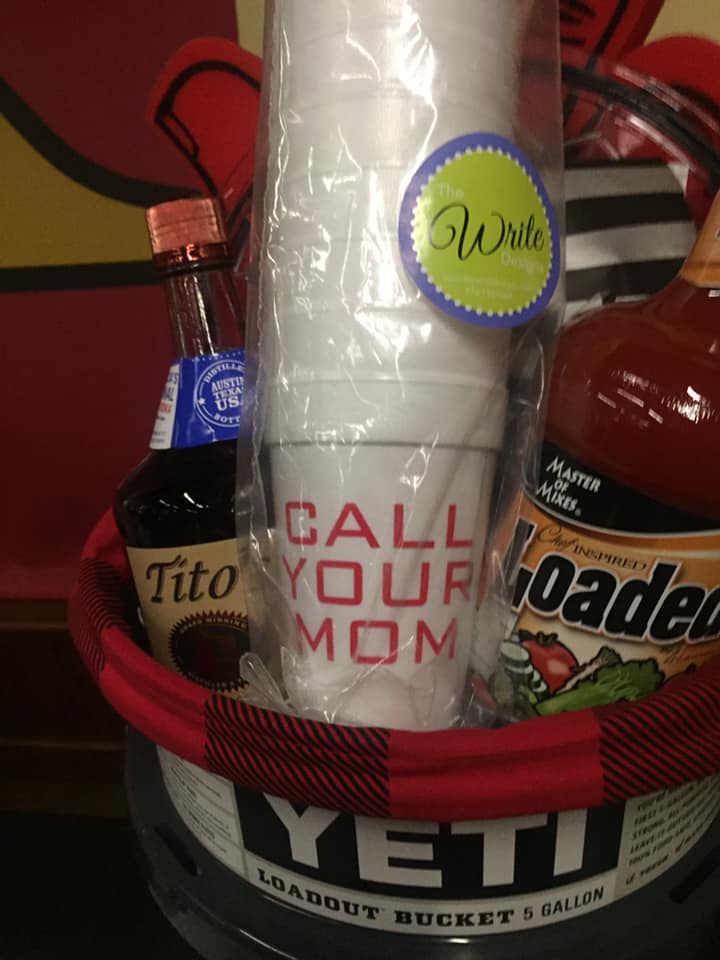 The
Write
Designs
DISTILLED
AUSTIN
TEXAS
USA
BOTT
Tito
CALL
YOUR
MOM
MASTER
OF
MIXES.
Chef INSPIRED
Loaded
YETI
LOADOUT BUCKET 5 GALLON